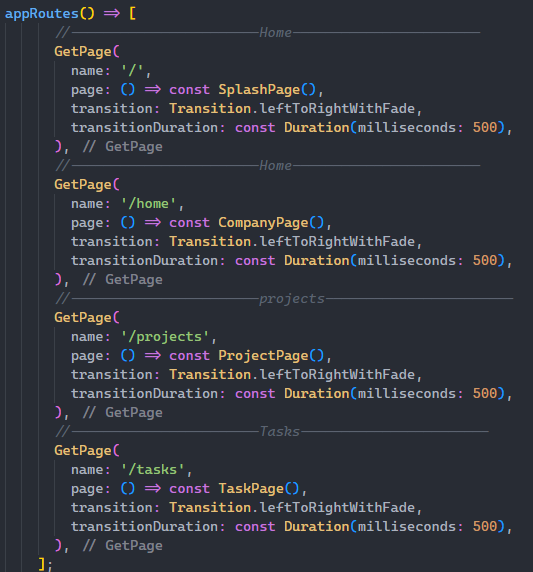 appRoutes() => [
//———————————————————————Home———————————————————————
GetPage(
name: '/',
page: () => const SplashPage(),
transition: Transition.leftToRightWithFade,
transitionDuration: const Duration(milliseconds: 500),
), // GetPage
//———————————————————————Home———————————————————————
GetPage(
name: '/home',
page: () => const CompanyPage(),
transition: Transition.leftToRightWithFade,
transitionDuration: const Duration(milliseconds: 500),
), // GetPage
//———————————————————————projects———————————————————————
GetPage(
name: '/projects',
page: () => const ProjectPage(),
transition: Transition.leftToRightWithFade,
transitionDuration: const Duration(milliseconds: 500),
), // GetPage
//———————————————————————Tasks———————————————————————
GetPage(
name: '/tasks',
page: () => const TaskPage(),
transition: Transition.leftToRightWithFade,
transitionDuration: const Duration(milliseconds: 500),
), // GetPage
];